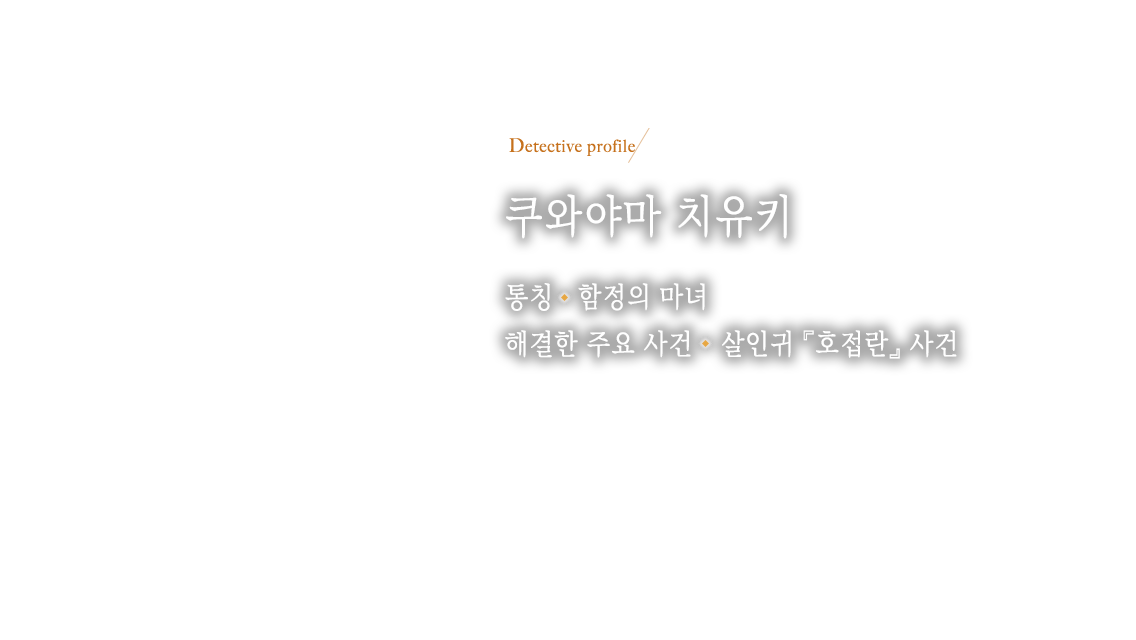 Detective profile
쿠와야마 치유키
통칭 ◆ 함정의 마녀
해결한 주요 사건 ◆ 살인귀 『호접란』 사건